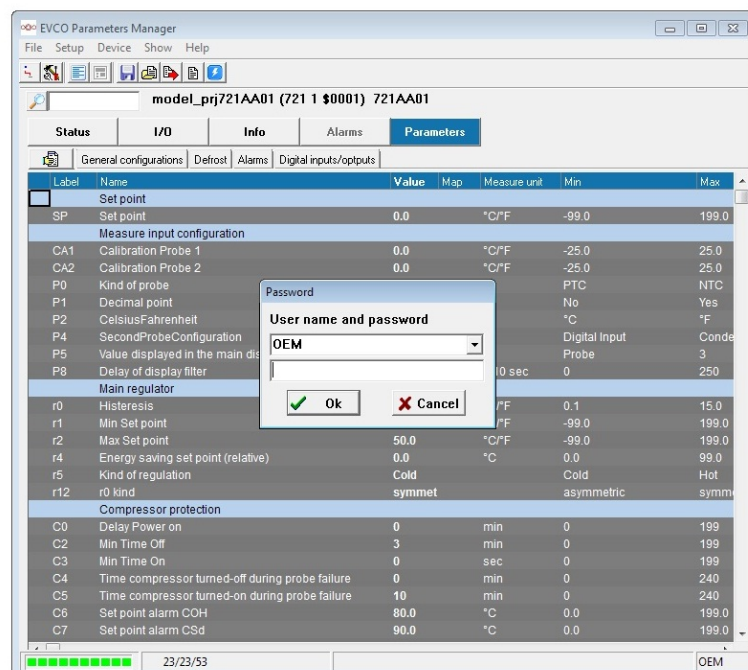 EVCO Parameters Manager
File Setup Device Show Help
model_prj721AA01 (721 1 $0001) 721AA01
Status I/O Info Alarms Parameters
General configurations Defrost Alarms Digital inputs/optputs
Label Name Value Map Measure unit Min Max
Set point
SP Set point 0.0 °C/°F -99.0 199.0
Measure input configuration
CA1 Calibration Probe 1 0.0 °C/°F -25.0 25.0
CA2 Calibration Probe 2 0.0 °C/°F -25.0 25.0
P0 Kind of probe PTC NTC
P1 Decimal point No Yes
P2 CelsiusFahrenheit °C °F
P4 SecondProbeConfiguration Digital Input Conde
P5 Value displayed in the main dis Probe 3
P8 Delay of display filter 10 sec 0 250
Main regulator
r0 Histeresis /°F 0.1 15.0
r1 Min Set point /°F -99.0 199.0
r2 Max Set point 50.0 °C/°F -99.0 199.0
r4 Energy saving set point (relative) 0.0 °C 0.0 99.0
r5 Kind of regulation Cold Cold Hot
r12 r0 kind symmet asymmetric symm
Compressor protection
C0 Delay Power on 0 min 0 199
C2 Min Time Off 3 min 0 199
C3 Min Time On 0 sec 0 199
C4 Time compressor turned-off during probe failure 0 min 0 240
C5 Time compressor turned-on during probe failure 10 min 0 240
C6 Set point alarm COH 80.0 °C 0.0 199.0
C7 Set point alarm CSd 90.0 °C 0.0 199.0
Password
User name and password
OEM
Ok Cancel
23/23/53 OEM